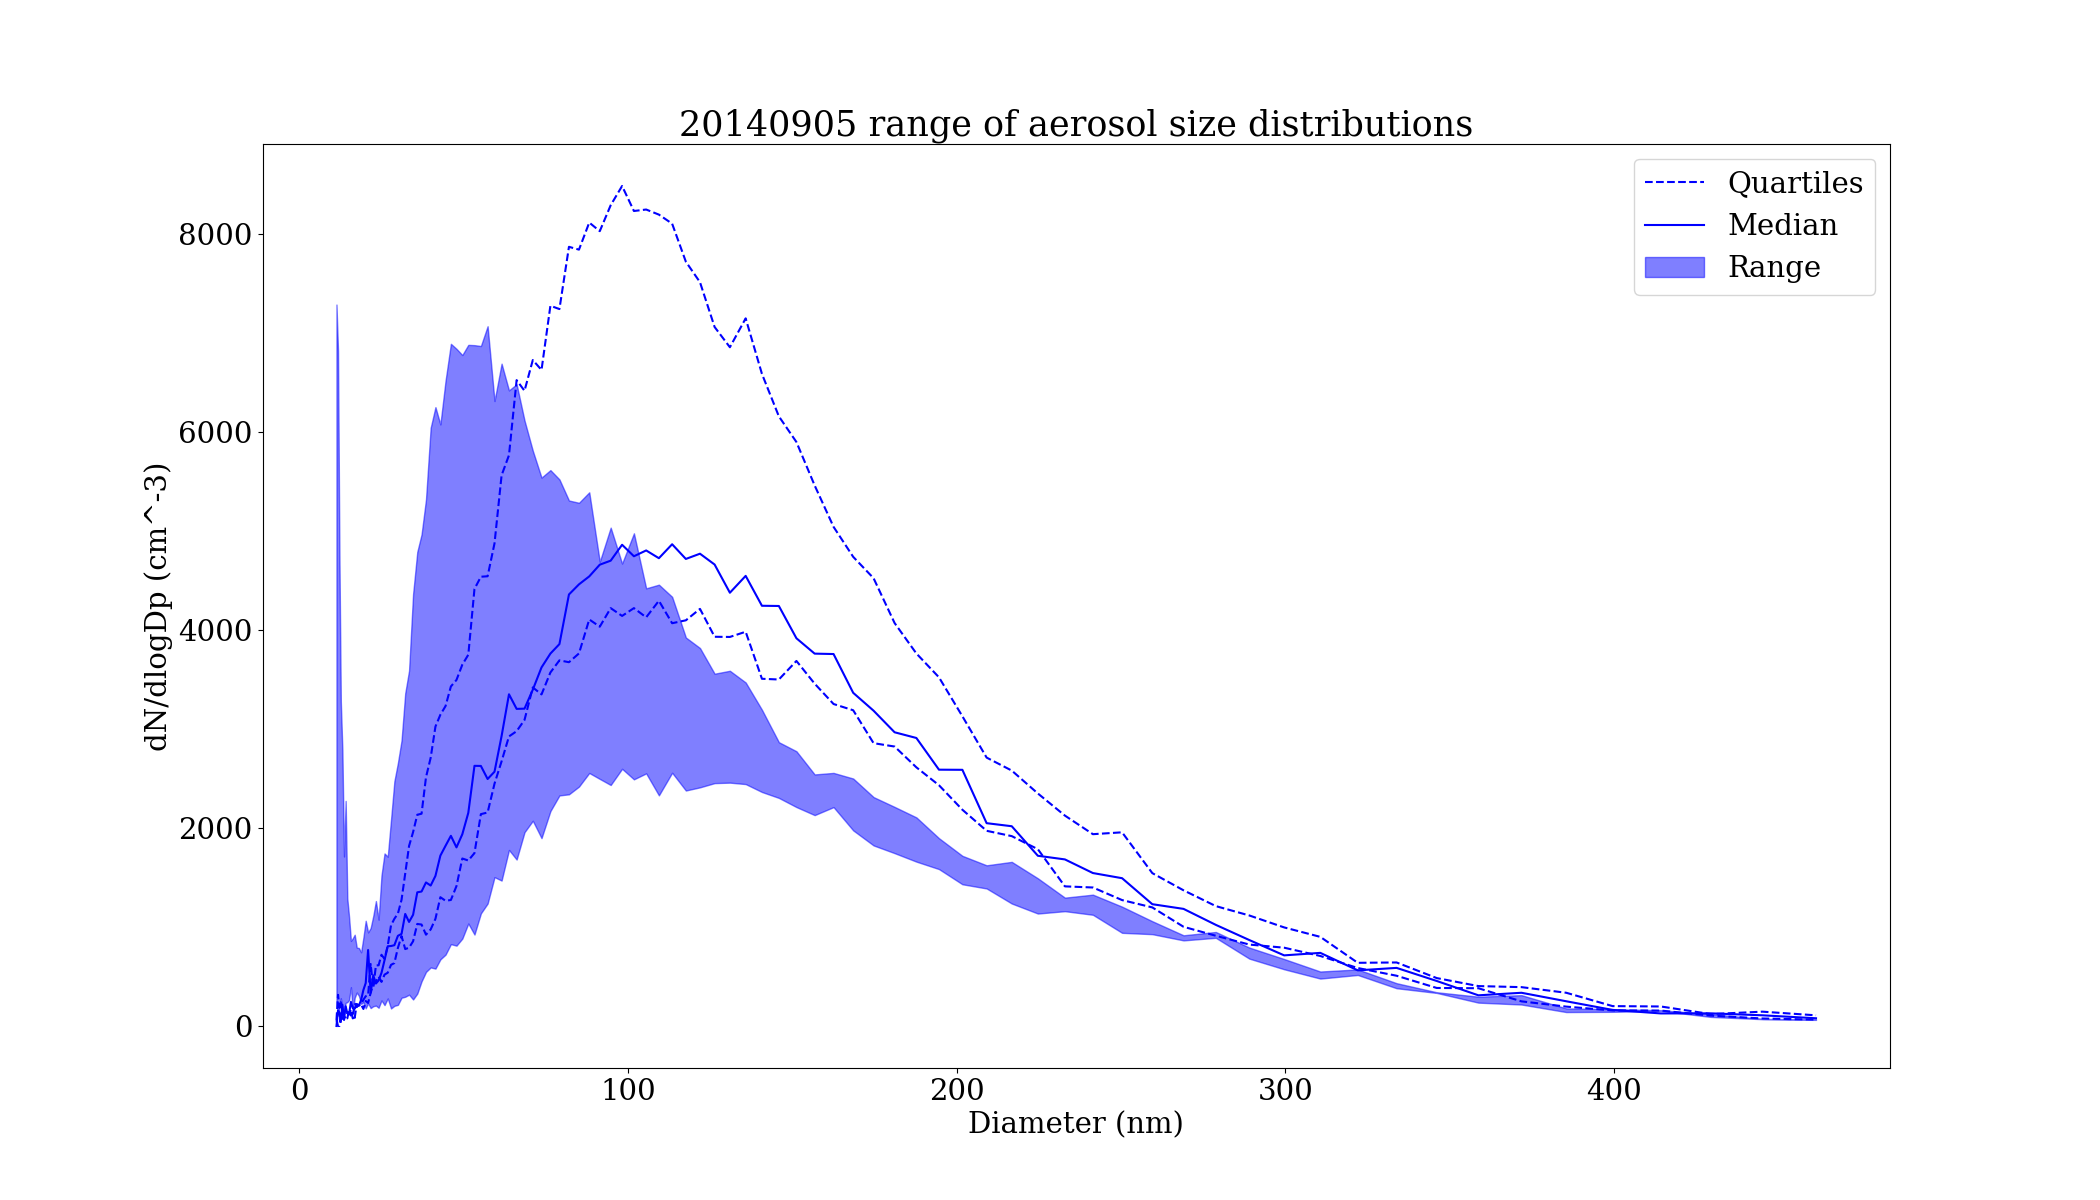 20140905 range of aerosol size distributions
Quartiles
Median
Range
dN/dlogDp (cm^-3)
8000
6000
4000
2000
0
0 100 200 300 400
Diameter (nm)